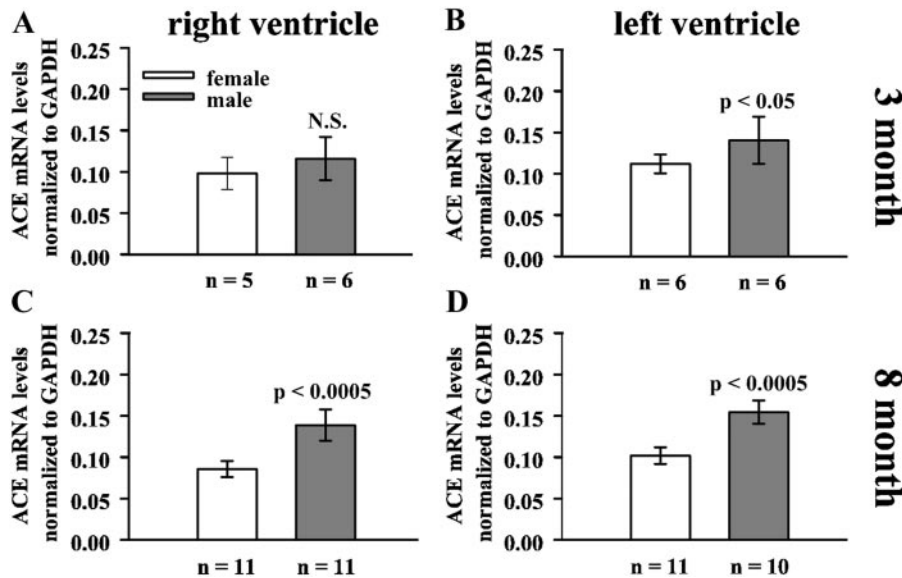 A
right ventricle
ACE mRNA levels
normalized to GAPDH
0.25
0.20
0.15
0.10
0.05
0.00
female
male
N.S.
n = 5
n = 6
B
left ventricle
ACE mRNA levels
normalized to GAPDH
0.25
0.20
0.15
0.10
0.05
0.00
p < 0.05
n = 6
n = 6
3 month
C
ACE mRNA levels
normalized to GAPDH
0.25
0.20
0.15
0.10
0.05
0.00
p < 0.0005
n = 11
n = 11
D
ACE mRNA levels
normalized to GAPDH
0.25
0.20
0.15
0.10
0.05
0.00
p < 0.0005
n = 11
n = 10
8 month